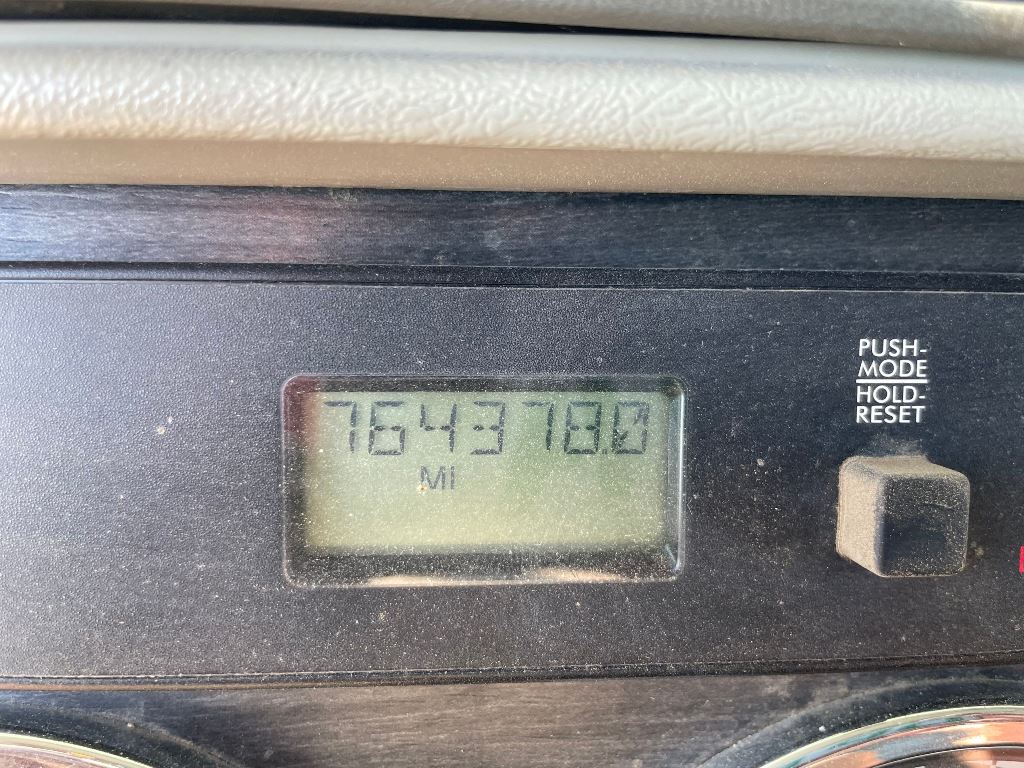 764378.0
MI
PUSH-
MODE
HOLD-
RESET